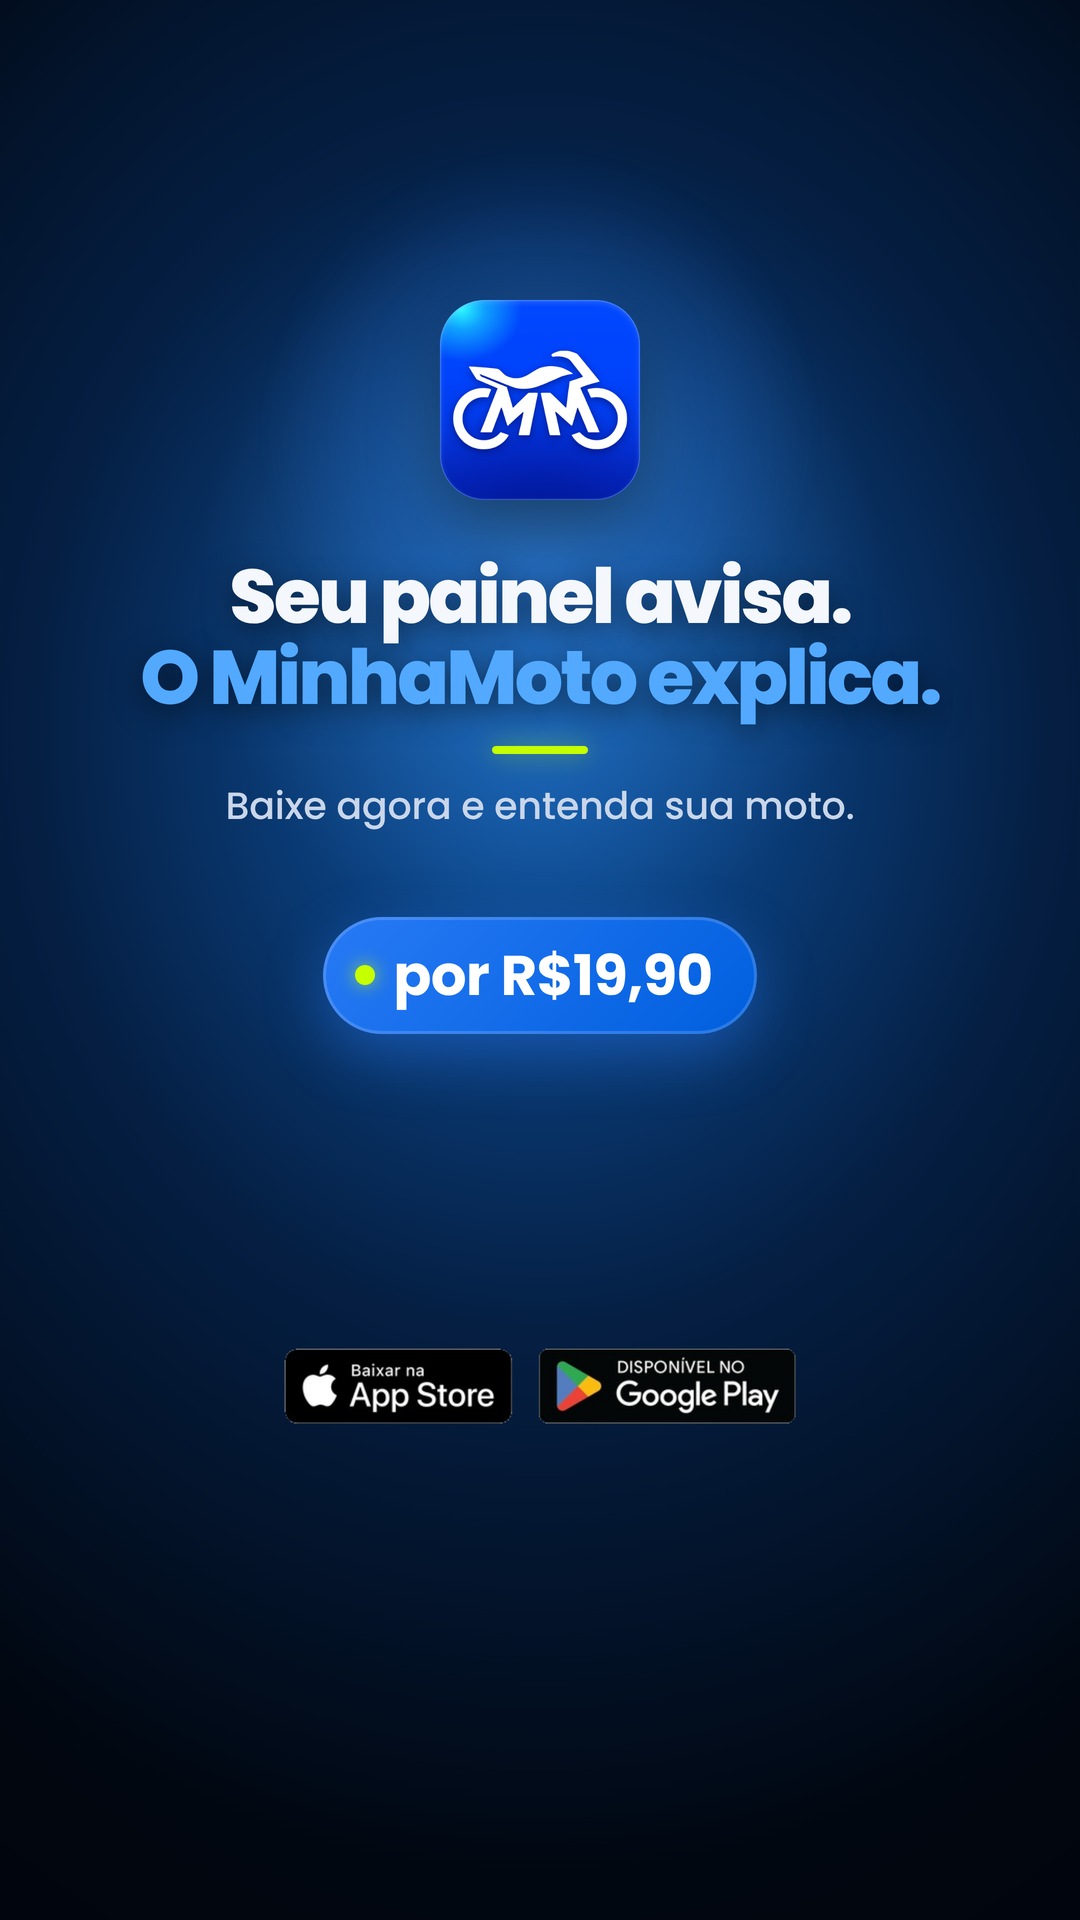 MM
Seu painel avisa.
O MinhaMoto explica.
Baixe agora e entenda sua moto.
por R$19,90
Baixar na
App Store
DISPONÍVEL NO
Google Play